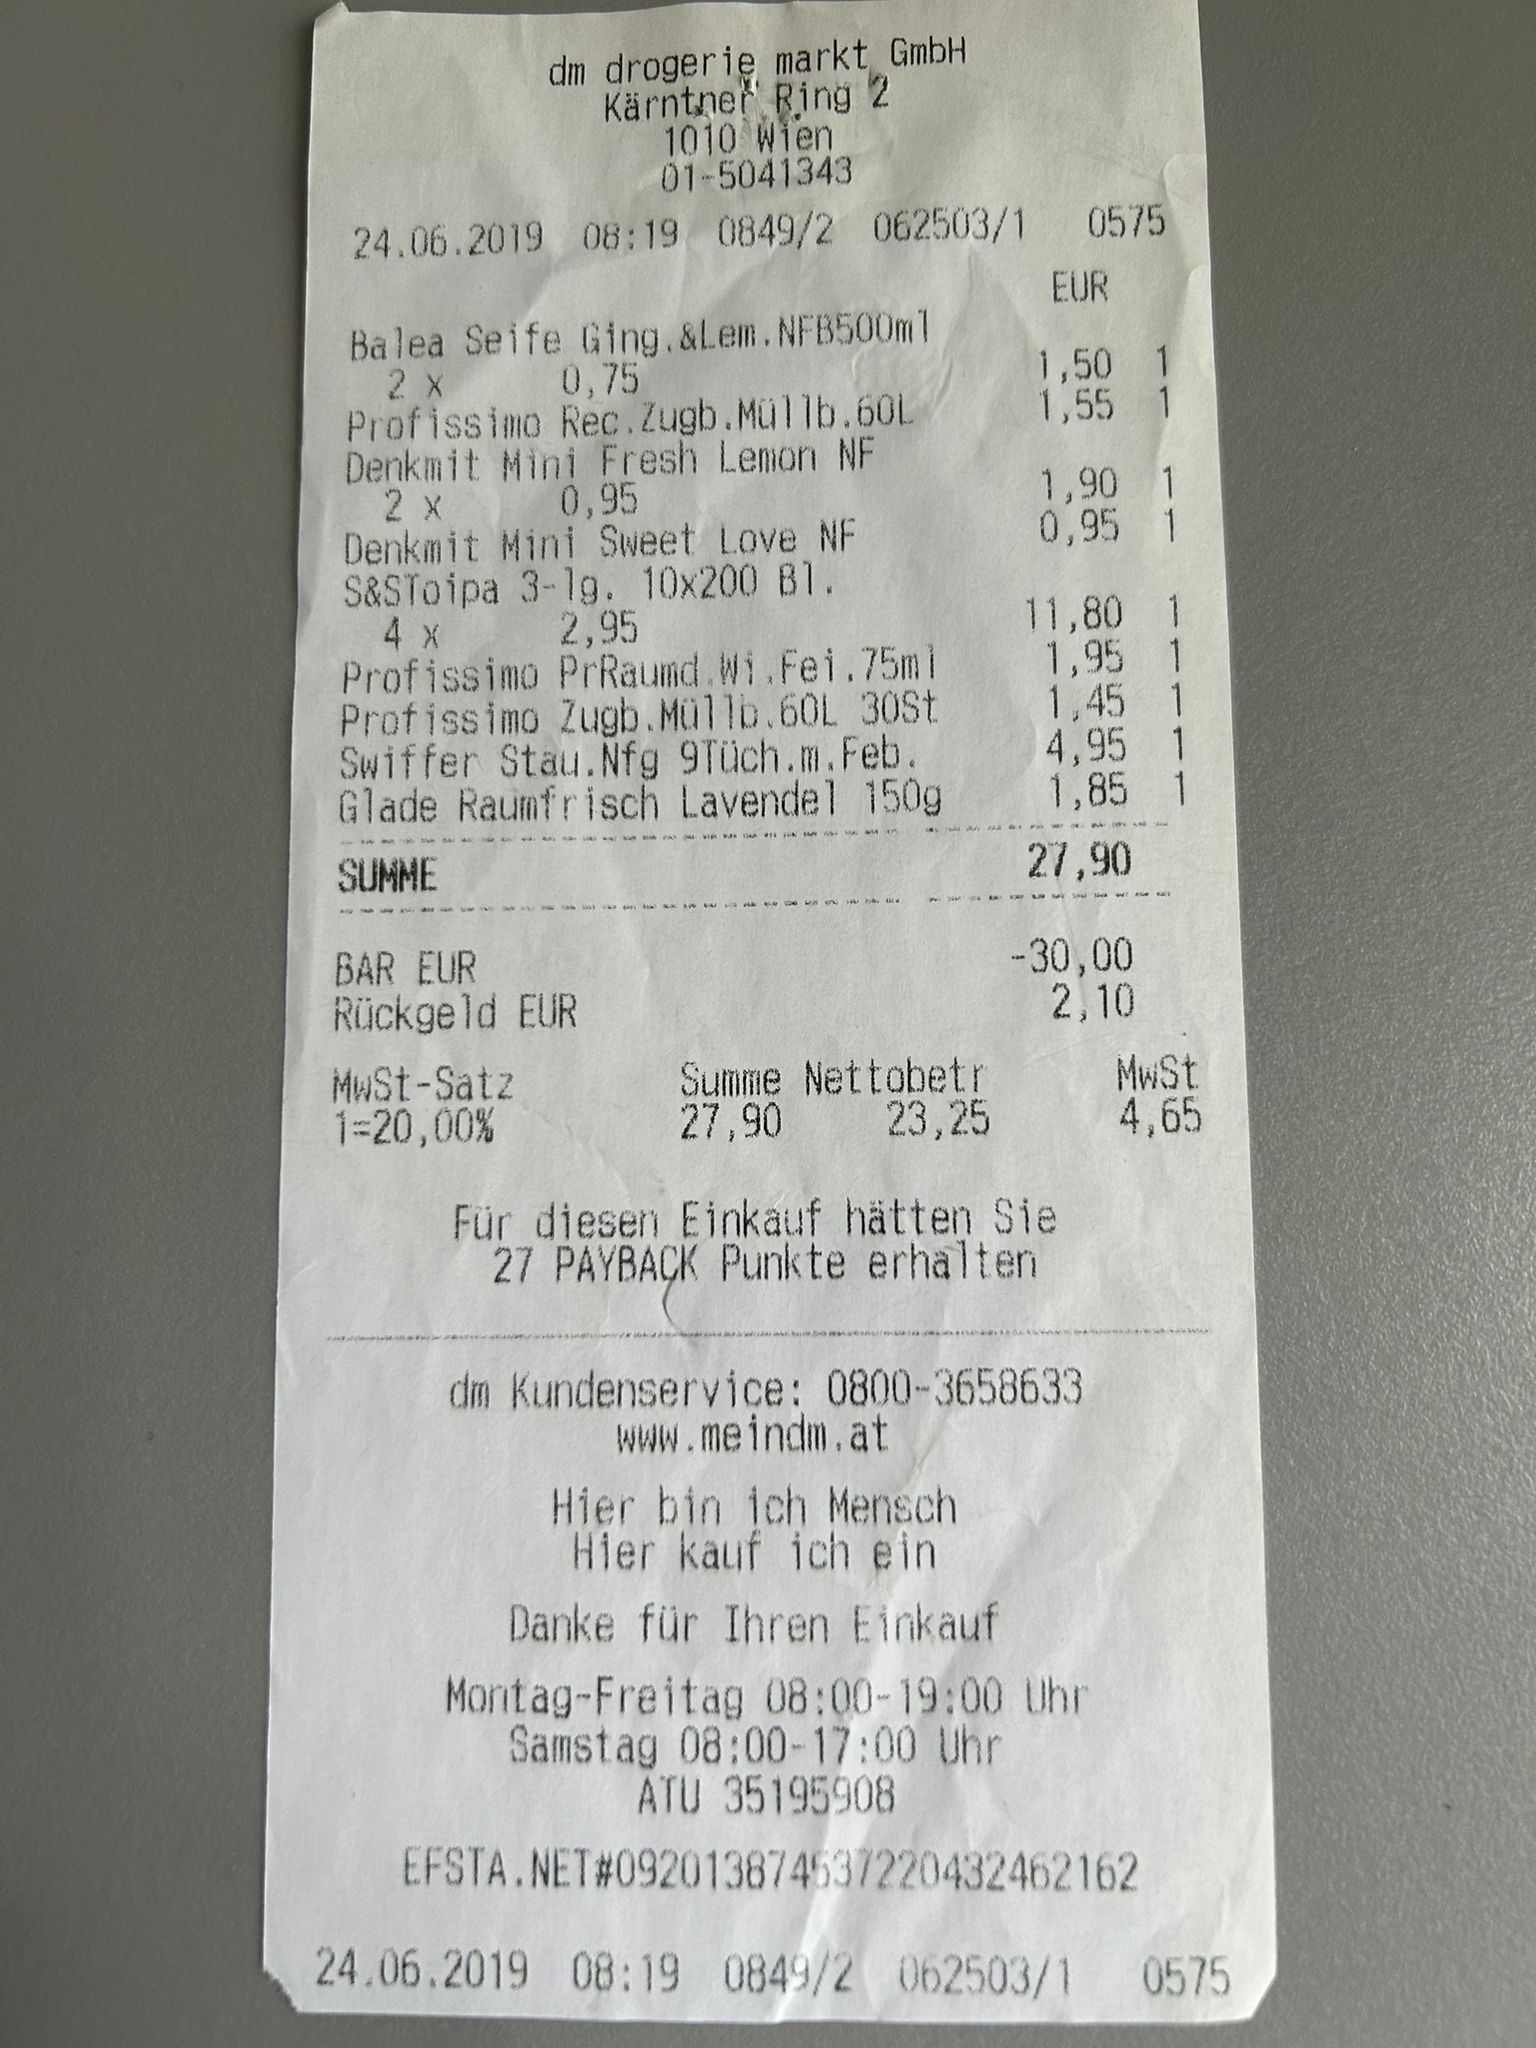 dm drogerie markt GmbH
Kärntner Ring 2
1010 Wien
01-5041343
24.06.2019 08:19 0849/2 062503/1 0575
EUR
Balea Seife Ging.&Lem.NFB500ml
2 x 0,75 1,50 1
Profissimo Rec.Zugb.Müllb.60L 1,55 1
Denkmit Mini Fresh Lemon NF
2 x 0,95 1,90 1
Denkmit Mini Sweet Love NF 0,95 1
S&SToipa 3-lg. 10x200 Bl.
4 x 2,95 11,80 1
Profissimo PrRaumd.Wi.Fei.75ml 1,95 1
Profissimo Zugb.Müllb.60L 30St 1,45 1
Swiffer Stau.Nfg 9Tüch.m.Feb. 4,95 1
Glade Raumfrisch Lavendel 150g 1,85 1
SUMME 27,90
BAR EUR -30,00
Rückgeld EUR 2,10
MwSt-Satz Summe Nettobetr MwSt
1=20,00% 27,90 23,25 4,65
Für diesen Einkauf hätten Sie
27 PAYBACK Punkte erhalten
dm Kundenservice: 0800-3658633
www.meindm.at
Hier bin ich Mensch
Hier kauf ich ein
Danke für Ihren Einkauf
Montag-Freitag 08:00-19:00 Uhr
Samstag 08:00-17:00 Uhr
ATU 35195908
EFSTA.NET#09201387453722043246​2162
24.06.2019 08:19 0849/2 062503/1 0575